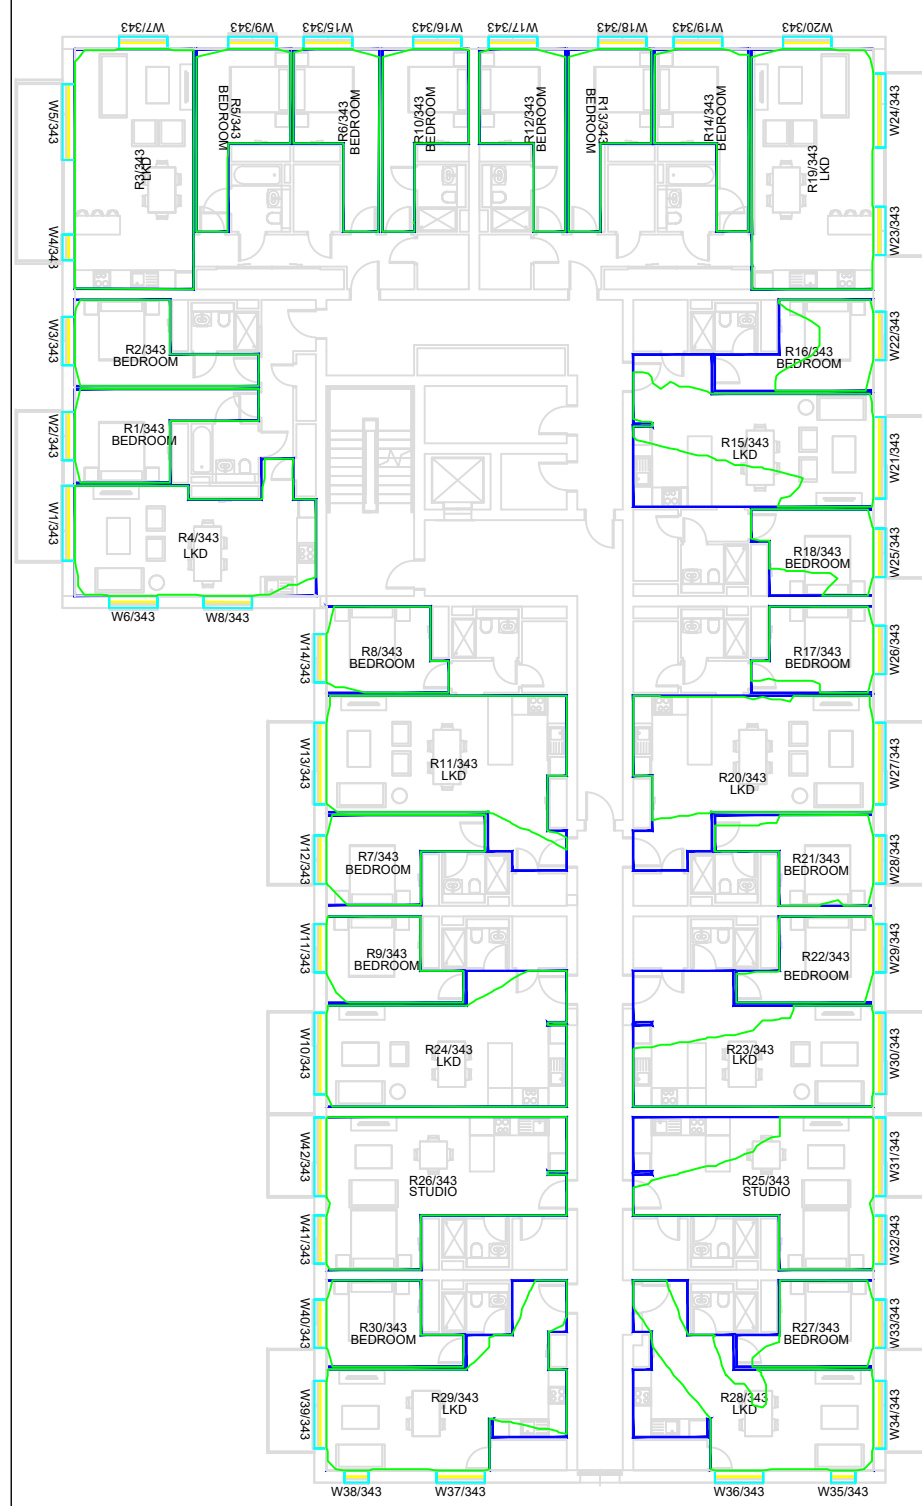 W7/343
W9/343
W15/343
W16/343
W17/343
W18/343
W19/343
W20/343
W5/343
W24/343
R3/343
LKD
R5/343
BEDROOM
R6/343
BEDROOM
R10/343
BEDROOM
R12/343
BEDROOM
R13/343
BEDROOM
R14/343
BEDROOM
R19/343
LKD
W4/343
W23/343
W3/343
R2/343
BEDROOM
R16/343
BEDROOM
W22/343
W2/343
R1/343
BEDROOM
R15/343
LKD
W21/343
W1/343
R4/343
LKD
R18/343
BEDROOM
W25/343
W6/343
W8/343
W14/343
R8/343
BEDROOM
R17/343
BEDROOM
W26/343
W13/343
R11/343
LKD
R20/343
LKD
W27/343
W12/343
R7/343
BEDROOM
R21/343
BEDROOM
W28/343
W11/343
R9/343
BEDROOM
R22/343
BEDROOM
W29/343
W10/343
R24/343
LKD
R23/343
LKD
W30/343
W42/343
R26/343
STUDIO
R25/343
STUDIO
W31/343
W41/343
W32/343
W40/343
R30/343
BEDROOM
R27/343
BEDROOM
W33/343
W39/343
R29/343
LKD
R28/343
LKD
W34/343
W38/343
W37/343
W36/343
W35/343